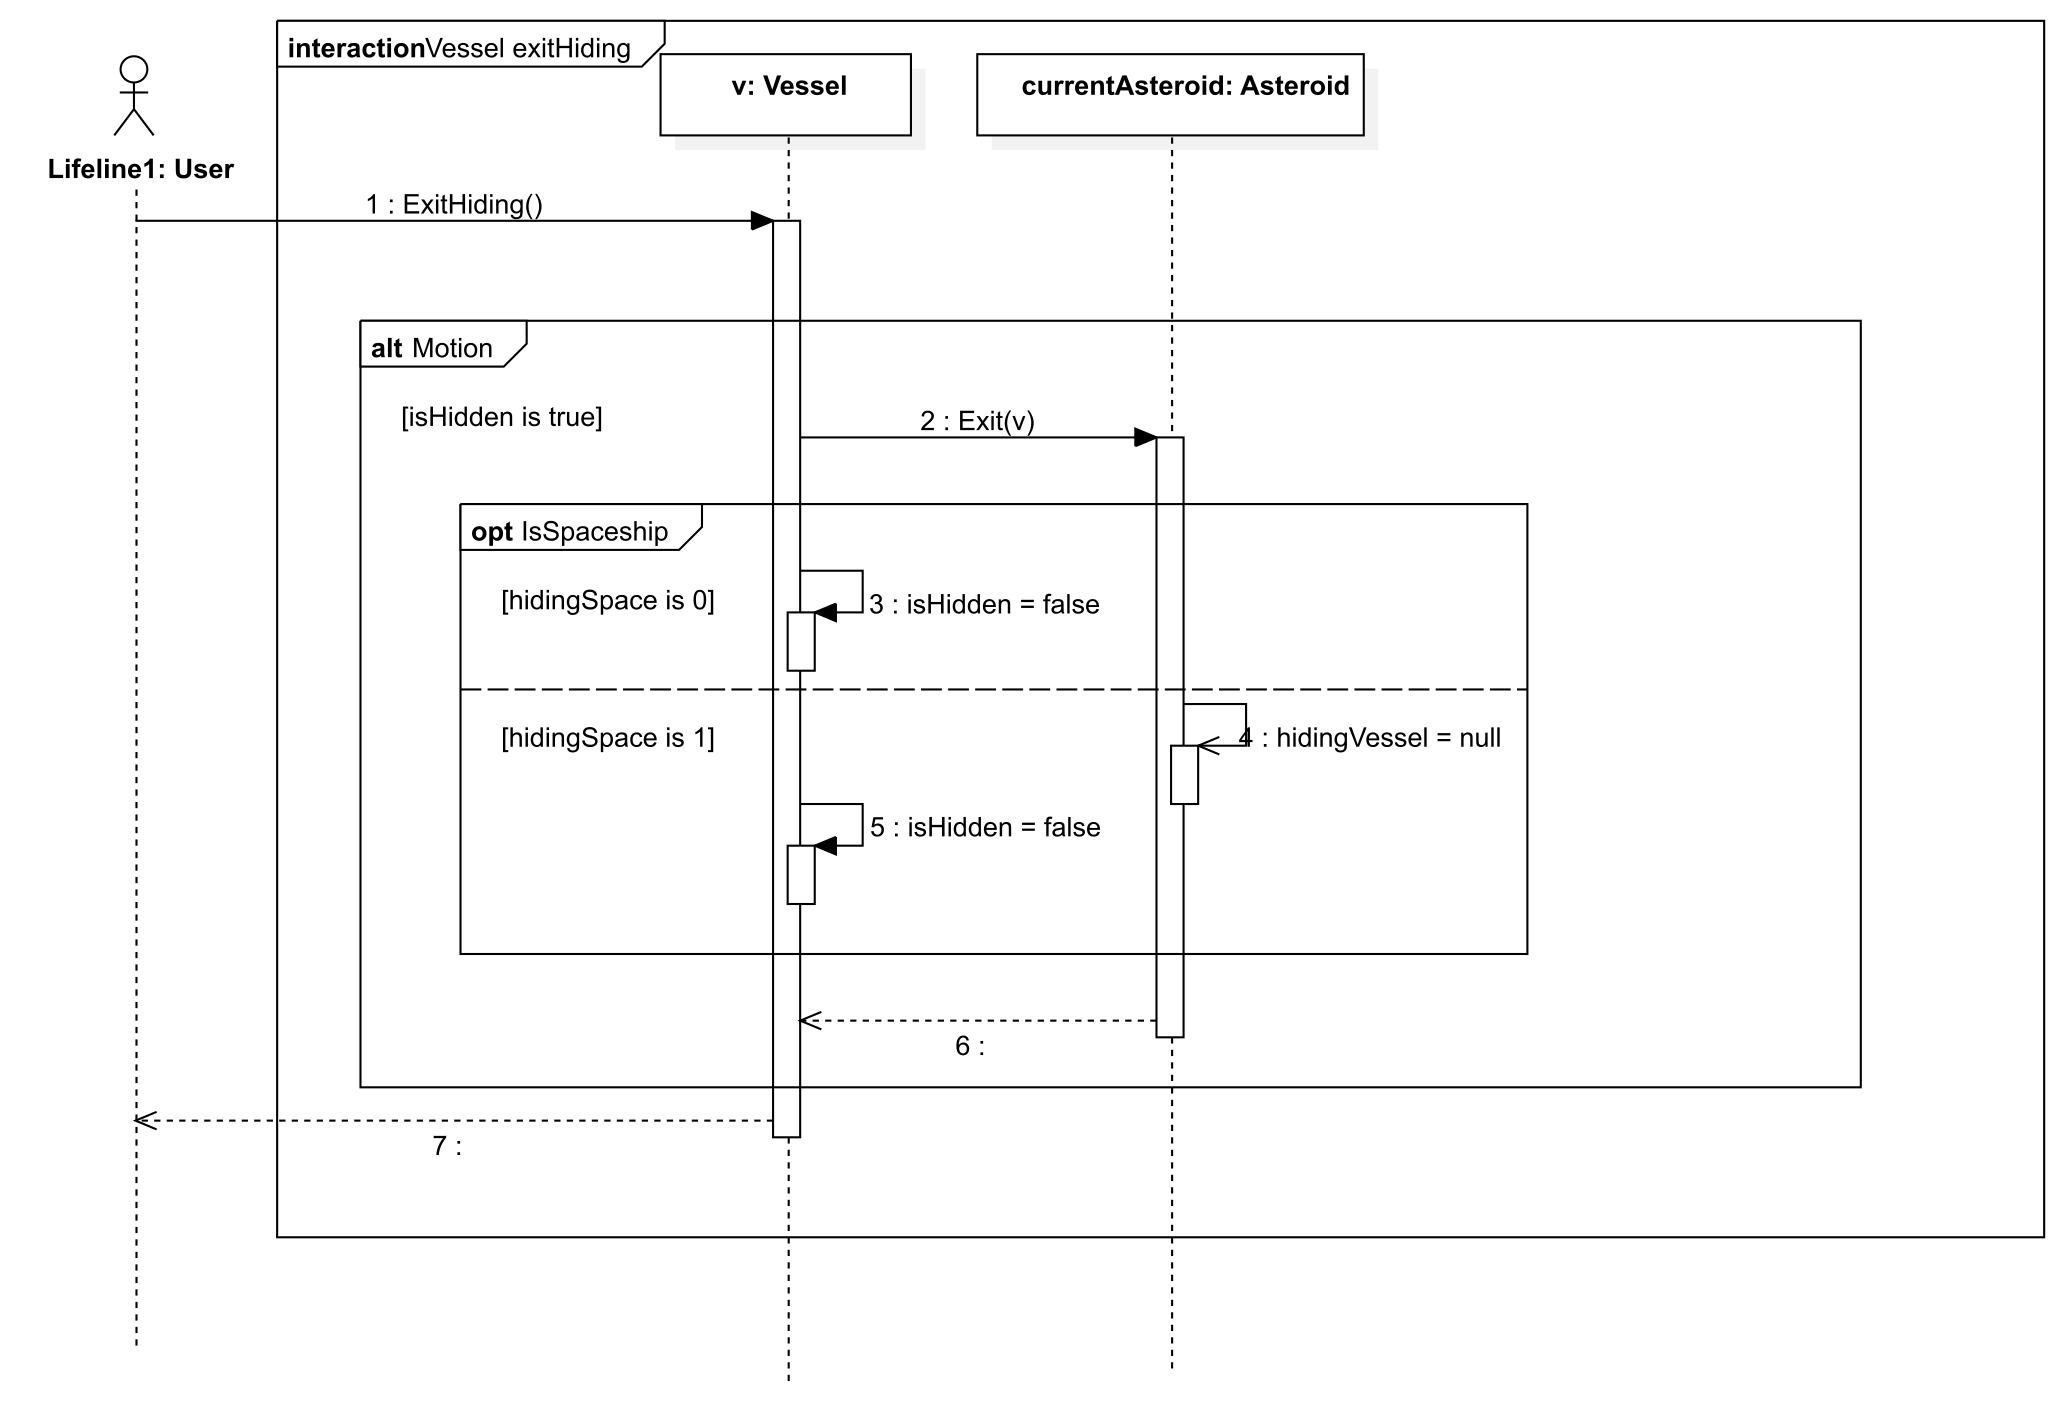 interactionVessel exitHiding
v: Vessel
currentAsteroid: Asteroid
Lifeline1: User
1 : ExitHiding()
alt Motion
[isHidden is true]
2 : Exit(v)
opt IsSpaceship
[hidingSpace is 0]
3 : isHidden = false
[hidingSpace is 1]
4 : hidingVessel = null
5 : isHidden = false
6 :
7 :